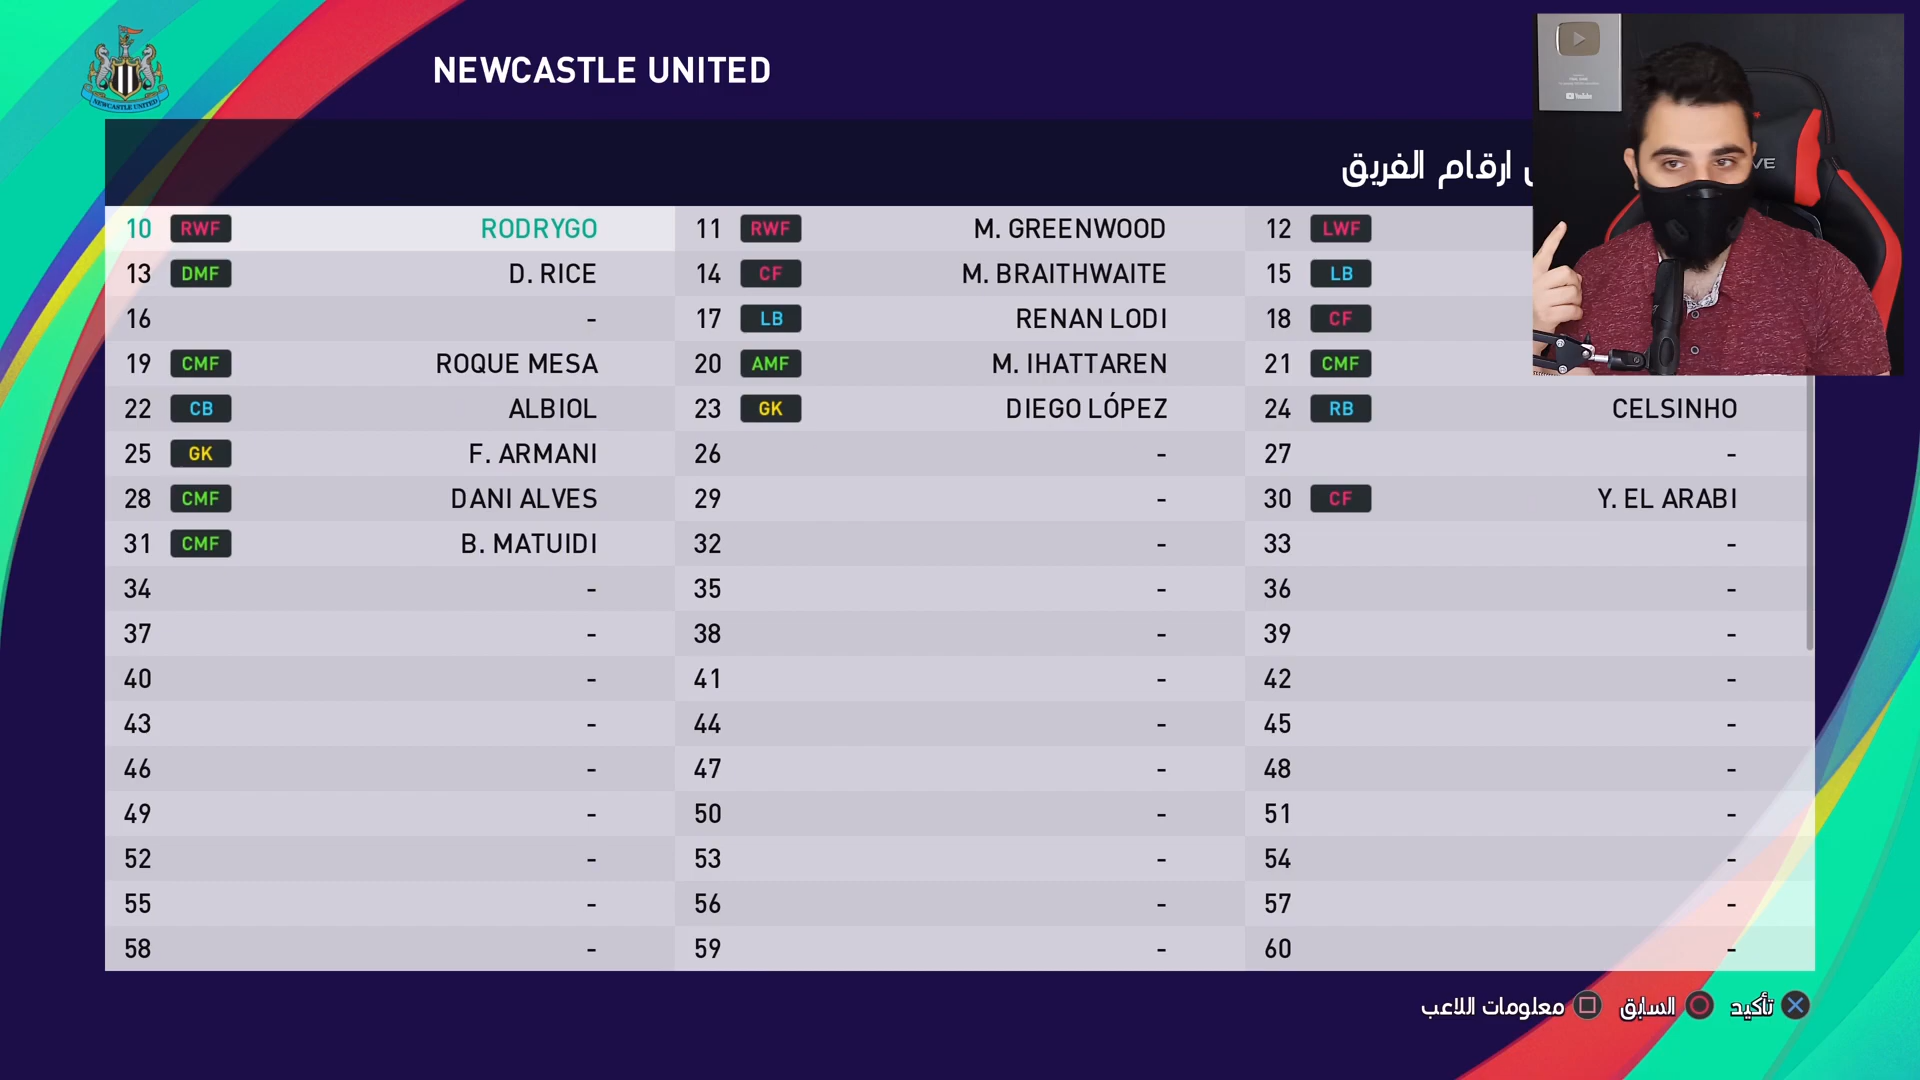 NEWCASTLE UNITED
NEWCASTLE UNITED
ارقام الفريق
10 RWF RODRYGO 11 RWF M. GREENWOOD 12 LWF
13 DMF D. RICE 14 CF M. BRAITHWAITE 15 LB
16 - 17 LB RENAN LODI 18 CF
19 CMF ROQUE MESA 20 AMF M. IHATTAREN 21 CMF
22 CB ALBIOL 23 GK DIEGO LÓPEZ 24 RB CELSINHO
25 GK F. ARMANI 26 - 27 -
28 CMF DANI ALVES 29 - 30 CF Y. EL ARABI
31 CMF B. MATUIDI 32 - 33 -
34 - 35 - 36 -
37 - 38 - 39 -
40 - 41 - 42 -
43 - 44 - 45 -
46 - 47 - 48 -
49 - 50 - 51 -
52 - 53 - 54 -
55 - 56 - 57 -
58 - 59 - 60 -
YouTube
VE
تأكيد السابق معلومات اللاعب